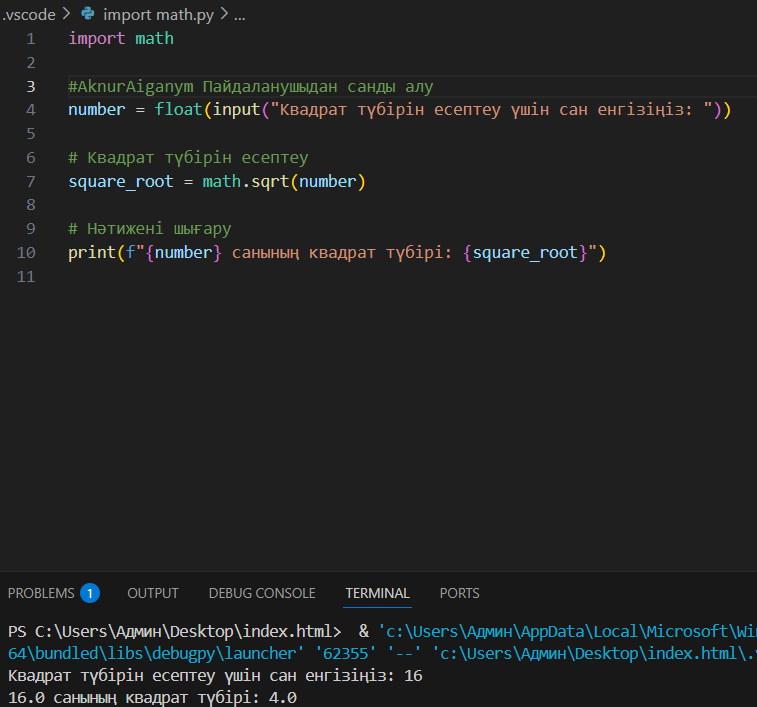 .vscode > import math.py > ...
1 import math
2
3 #AknurAiganym Пайдаланушыдан санды алу
4 number = float(input("Квадрат түбірін есептеу үшін сан енгізіңіз: "))
5
6 # Квадрат түбірін есептеу
7 square_root = math.sqrt(number)
8
9 # Нәтижені шығару
10 print(f"{number} санының квадрат түбірі: {square_root}")
11
PROBLEMS 1 OUTPUT DEBUG CONSOLE TERMINAL PORTS
PS C:\Users\Админ\Desktop\index.html> & 'c:\Users\Админ\AppData\Local\Microsoft\Wi
64\bundled\libs\debugpy\launcher' '62355' '--' 'c:\Users\Админ\Desktop\index.html\.
Квадрат түбірін есептеу үшін сан енгізіңіз: 16
16.0 санының квадрат түбірі: 4.0